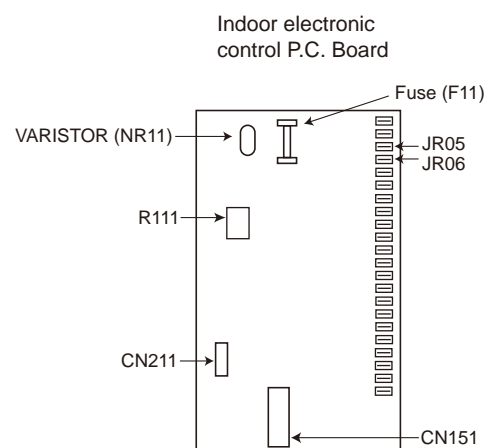 Indoor electronic
control P.C. Board
Fuse (F11)
VARISTOR (NR11)
JR05
JR06
R111
CN211
CN151